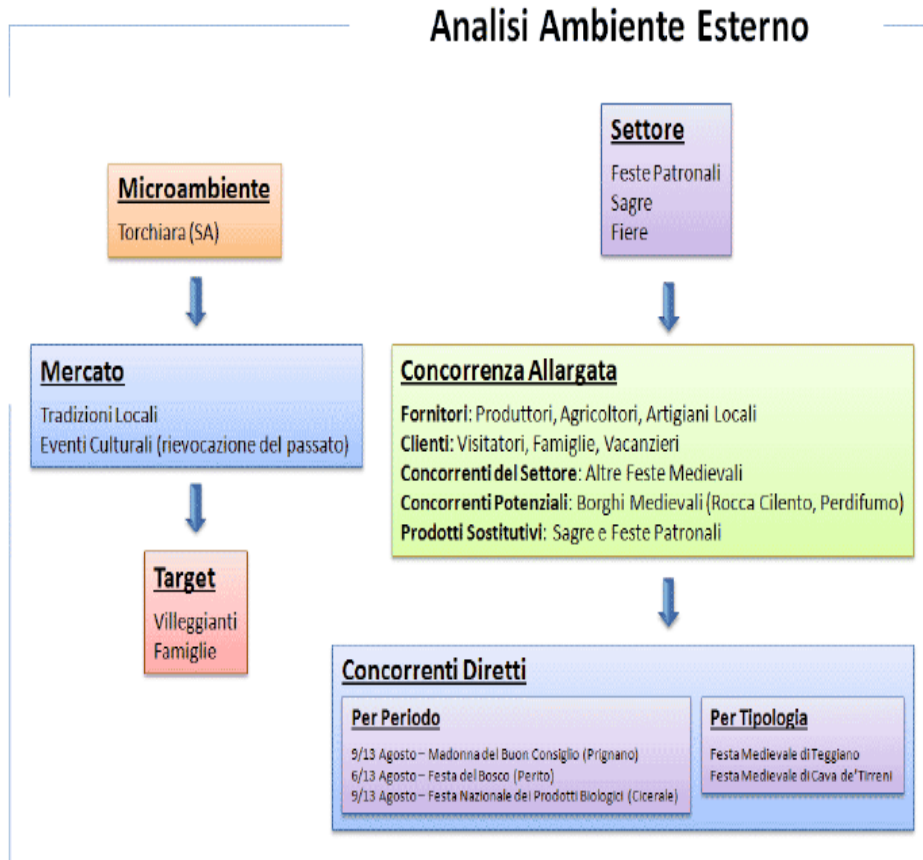 Analisi Ambiente Esterno
Microambiente
Torchiara (SA)
Mercato
Tradizioni Locali
Eventi Culturali (rievocazione del passato)
Target
Villeggianti
Famiglie
Settore
Feste Patronali
Sagre
Fiere
Concorrenza Allargata
Fornitori: Produttori, Agricoltori, Artigiani Locali
Clienti: Visitatori, Famiglie, Vacanzieri
Concorrenti del Settore: Altre Feste Medievali
Concorrenti Potenziali: Borghi Medievali (Rocca Cilento, Perdifumo)
Prodotti Sostitutivi: Sagre e Feste Patronali
Concorrenti Diretti
Per Periodo
9/13 Agosto – Madonna del Buon Consiglio (Prignano)
6/13 Agosto – Festa del Bosco (Perito)
9/13 Agosto – Festa Nazionale dei Prodotti Biologici (Cicerale)
Per Tipologia
Festa Medievale di Teggiano
Festa Medievale di Cava de'Tirreni